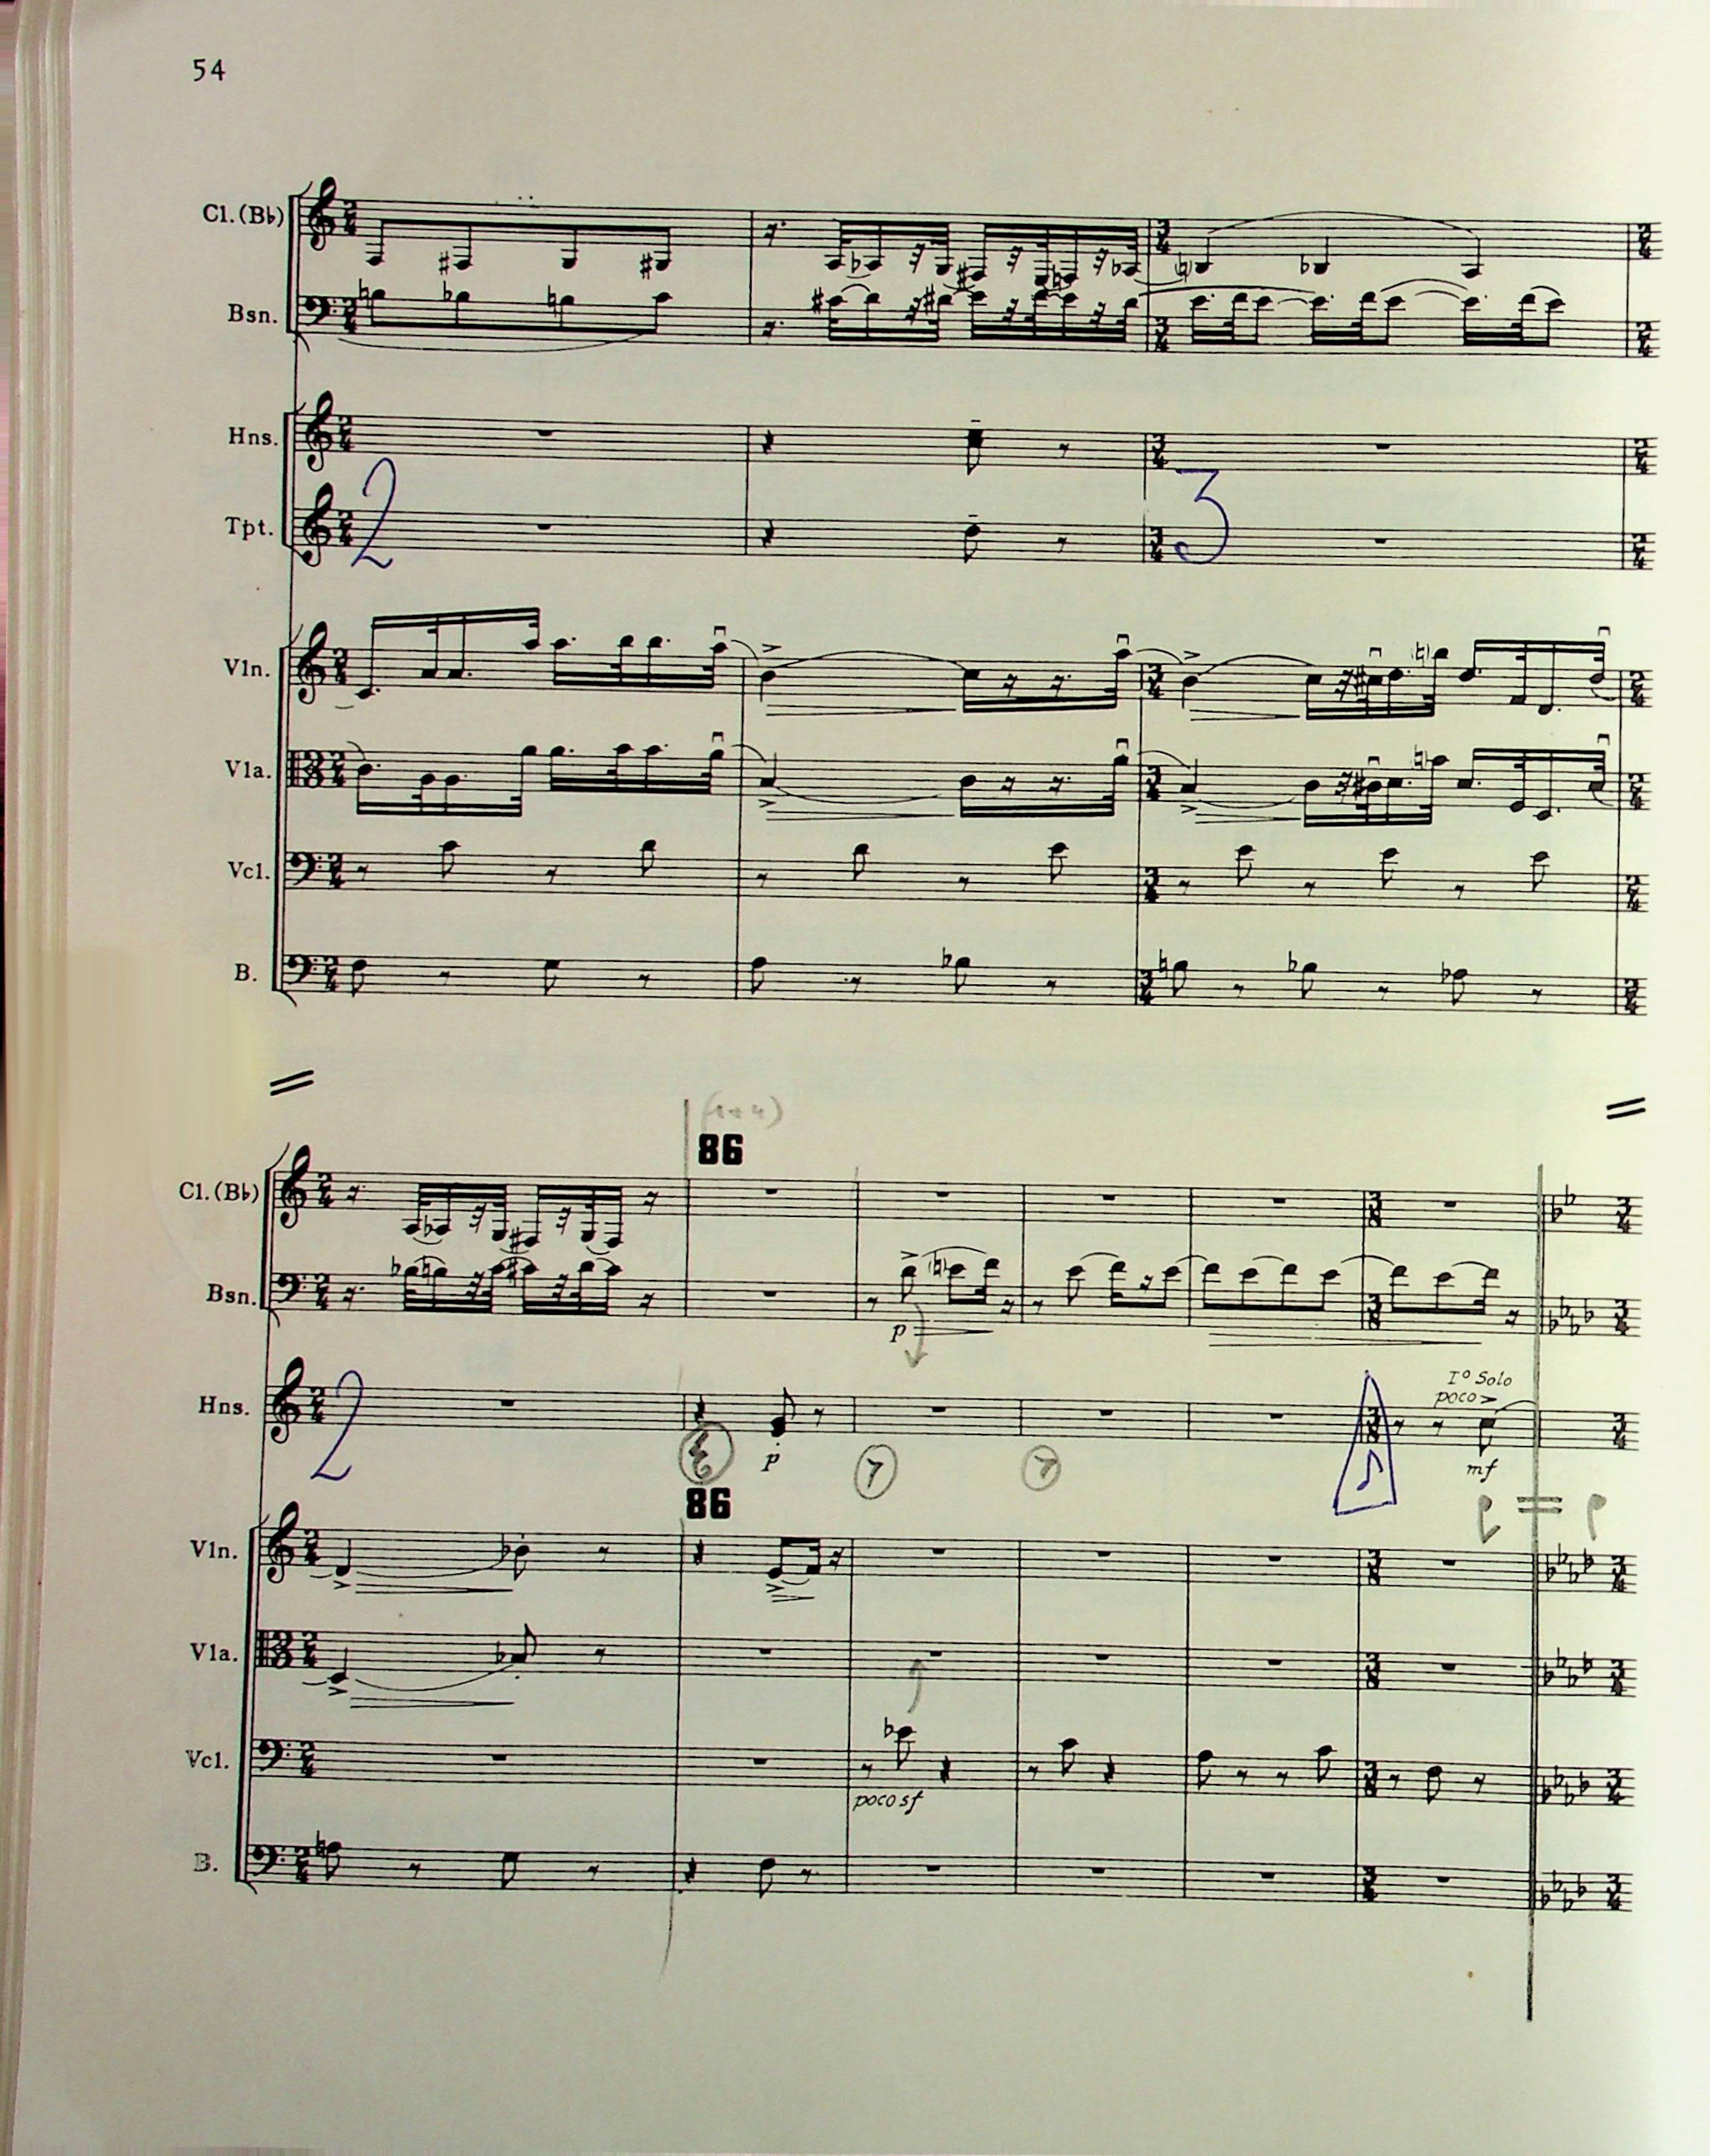 54
Cl.(B♭)
Bsn.
Hns.
2
3
Tpt.
Vln.
Vla.
Vcl.
B.
(1+4)
86
Cl.(B♭)
Bsn.
p
Iº Solo
poco
Hns.
2
p
mf
86
Vln.
Vla.
Vcl.
poco sf
B.